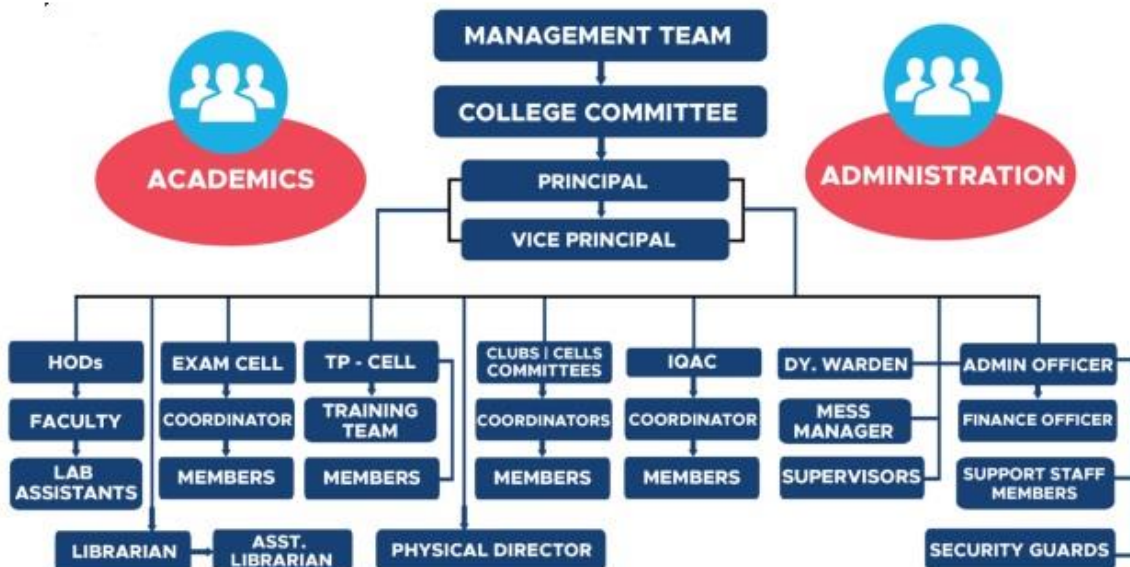 MANAGEMENT TEAM
COLLEGE COMMITTEE
ACADEMICS
ADMINISTRATION
PRINCIPAL
VICE PRINCIPAL
HODs
EXAM CELL
TP - CELL
CLUBS | CELLS
COMMITTEES
IQAC
DY. WARDEN
ADMIN OFFICER
FACULTY
COORDINATOR
TRAINING
TEAM
COORDINATORS
COORDINATOR
MESS
MANAGER
FINANCE OFFICER
LAB
ASSISTANTS
MEMBERS
MEMBERS
MEMBERS
MEMBERS
SUPERVISORS
SUPPORT STAFF
MEMBERS
LIBRARIAN
ASST.
LIBRARIAN
PHYSICAL DIRECTOR
SECURITY GUARDS